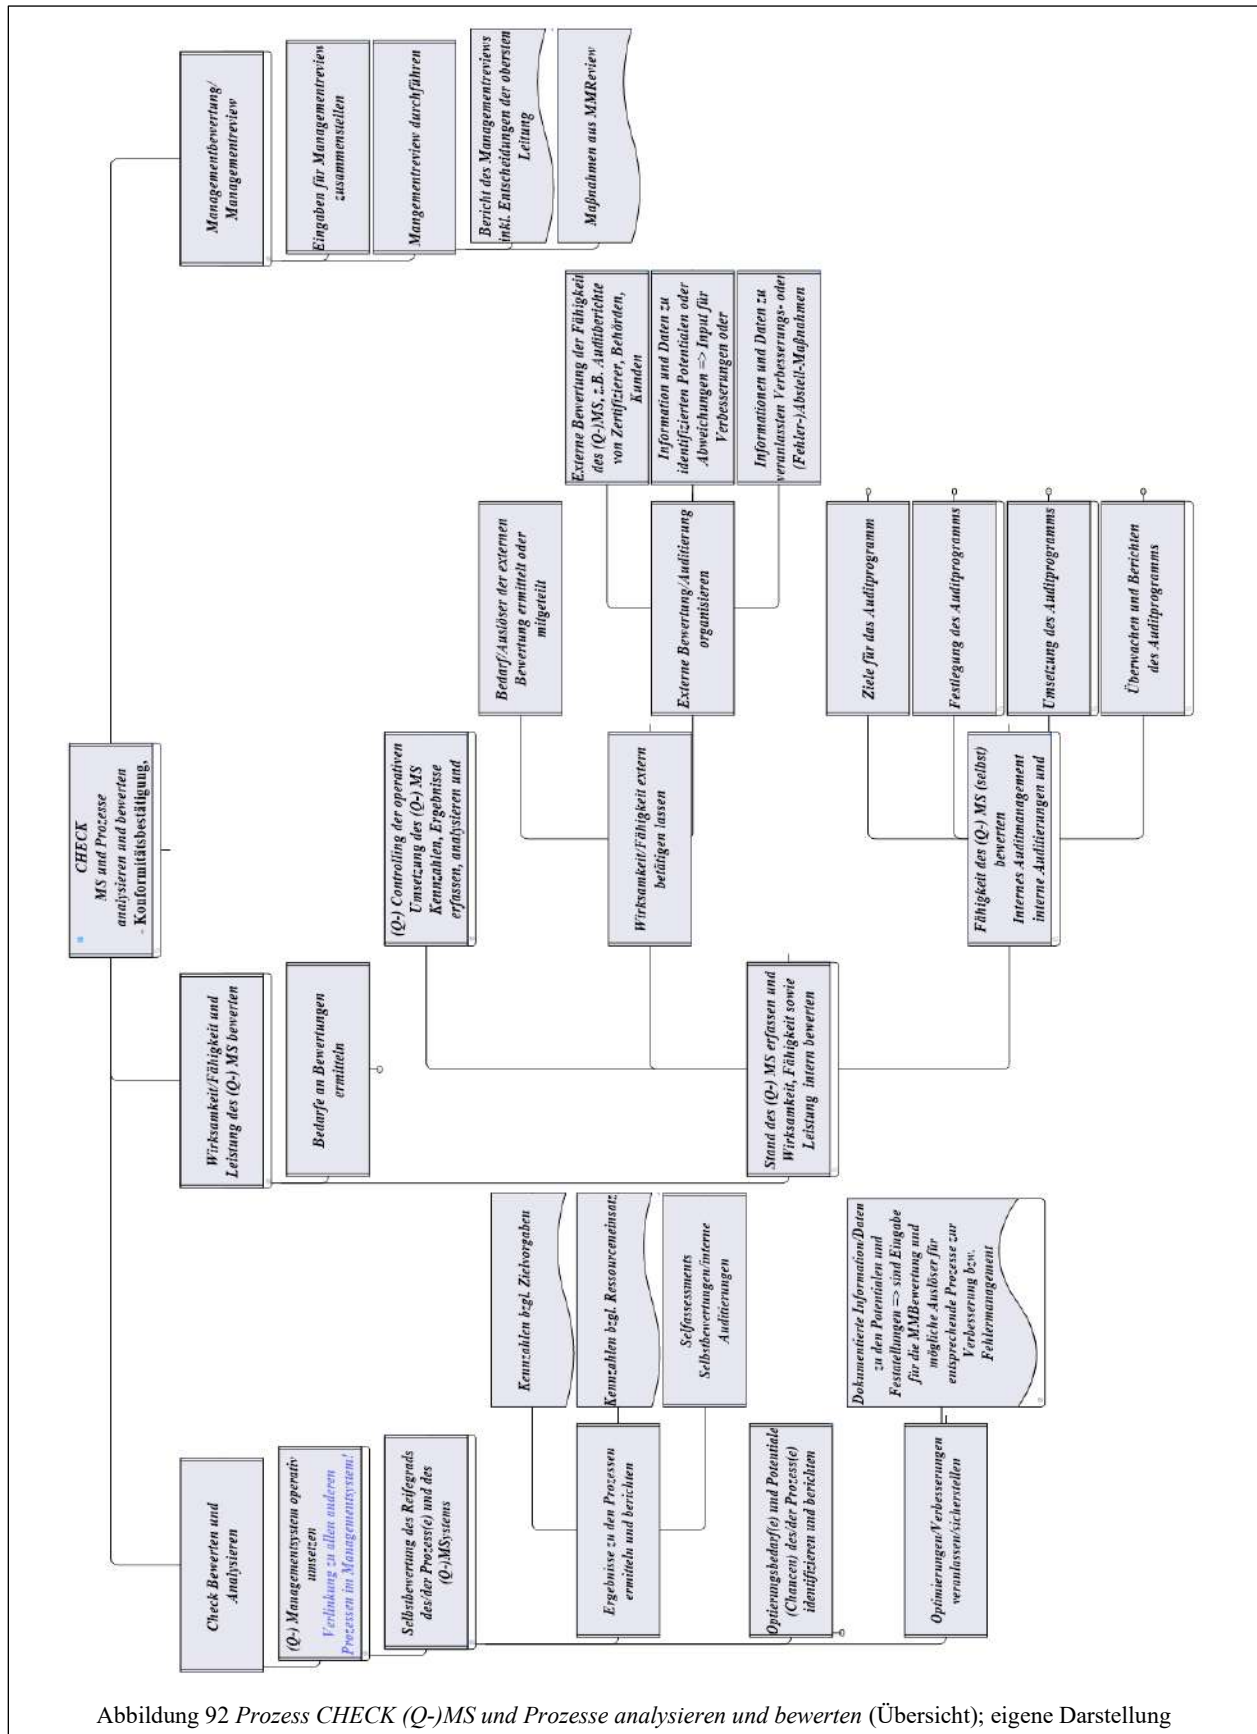 CHECK
MS und Prozesse
analysieren und bewerten
- Konformitätsbestätigung,
Check Bewerten und
Analysieren
(Q-) Managementsystem operativ
umsetzen
Verlinkung zu allen anderen
Prozessen im Managementsystem!
Selbstbewertung des Reifegrads
des/der Prozess(e) und des
(Q-)MSystems
Ergebnisse zu den Prozessen
ermitteln und berichten
Kennzahlen bzgl. Zielvorgaben
Kennzahlen bzgl. Ressourceneinsatz
Selfassessments
Selbstbewertungen/interne
Auditierungen
Optierungsbedarf(e) und Potentiale
(Chancen) des/der Prozess(e)
identifizieren und berichten
Optimierungen/Verbesserungen
veranlassen/sicherstellen
Dokumentierte Information/Daten
zu den Potentialen und
Festatellungen => sind Eingabe
für die MMBewertung und
mögliche Auslöser für
entsprechende Prozesse zur
Verbesserung bzw.
Fehlermanagement
Wirksamkeit/Fähigkeit und
Leistung des (Q-) MS bewerten
Bedarfe an Bewertungen
ermitteln
Stand des (Q-) MS erfassen und
Wirksamkeit, Fähigkeit sowie
Leistung intern bewerten
(Q-) Controlling der operativen
Umsetzung des (Q-) MS
Kennzahlen, Ergebnisse
erfassen, analysieren und
Wirksamkeit/Fähigkeit extern
betätigen lassen
Bedarf/Auslöser der externen
Bewertung ermittelt oder
mitgeteilt
Externe Bewertung/Auditierung
organisieren
Externe Bewertung der Fähigkeit
des (Q-)MS, z.B. Auditberichte
von Zertifizierer, Behörden,
Kunden
Information und Daten zu
identifizierten Potentialen oder
Abweichungen => Input für
Verbesserungen oder
Informationen und Daten zu
veranlassten Verbesserungs- oder
(Fehler-)Abstell-Maßnahmen
Fähigkeit des (Q-) MS (selbst)
bewerten
Internes Auditmanagement
interne Auditierungen und
Ziele für das Auditprogramm
Festlegung des Auditprogramms
Umsetzung des Auditprogramms
Überwachen und Berichten
des Auditprogramms
Managementbewertung/
Managementreview
Eingaben für Managementreview
zusammenstellen
Mangementreview durchführen
Bericht des Managementreviews
inkl. Entscheidungen der obersten
Leitung
Maßnahmen aus MMReview
Abbildung 92 Prozess CHECK (Q-)MS und Prozesse analysieren und bewerten (Übersicht); eigene Darstellung